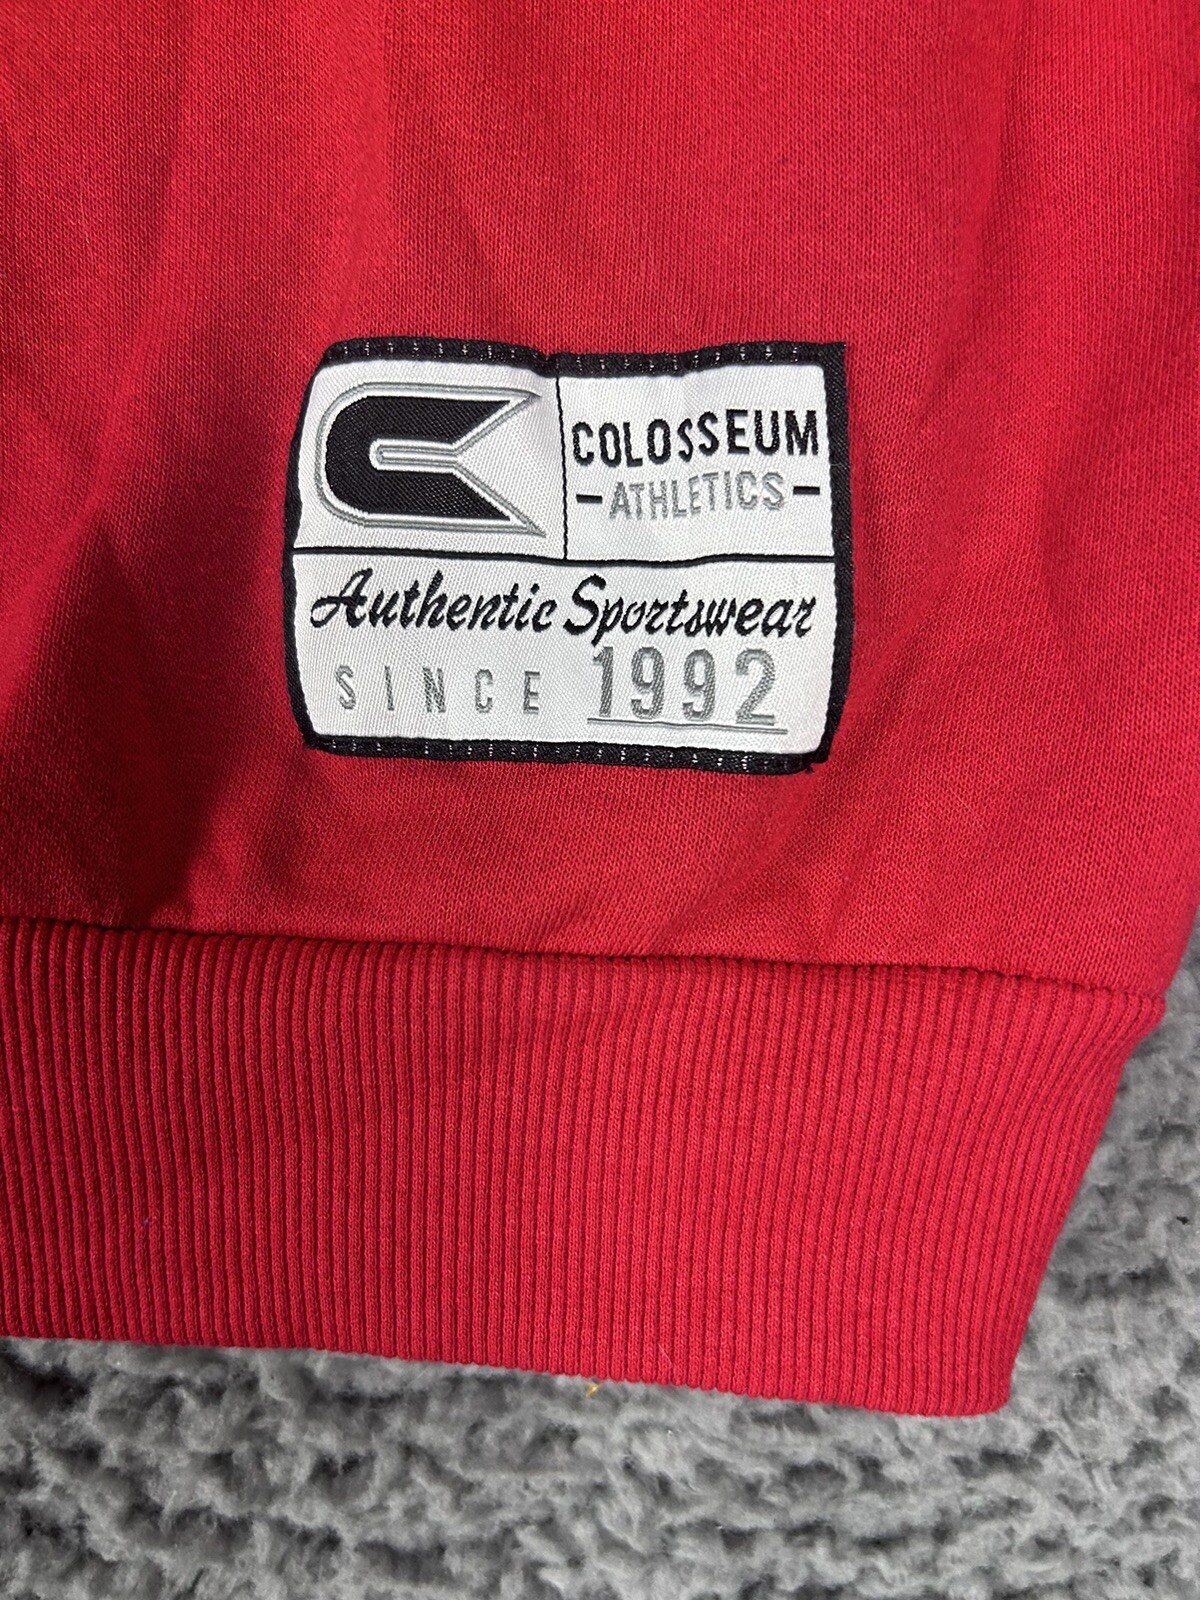 COLOSSEUM
-ATHLETICS-
Authentic Sportswear
SINCE 1992